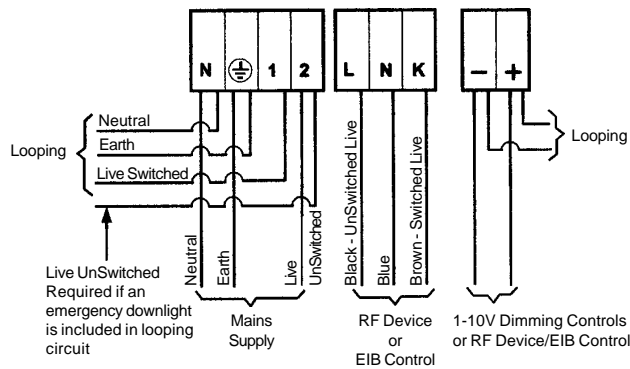 N 1 2
L N K
– +
Neutral
Earth
Looping
Live Switched
Looping
Neutral
Earth
Live
UnSwitched
Black - UnSwitched Live
Blue
Brown - Switched Live
Live UnSwitched
Required if an
emergency downlight
is included in looping
circuit
Mains
Supply
RF Device
or
EIB Control
1-10V Dimming Controls
or RF Device/EIB Control